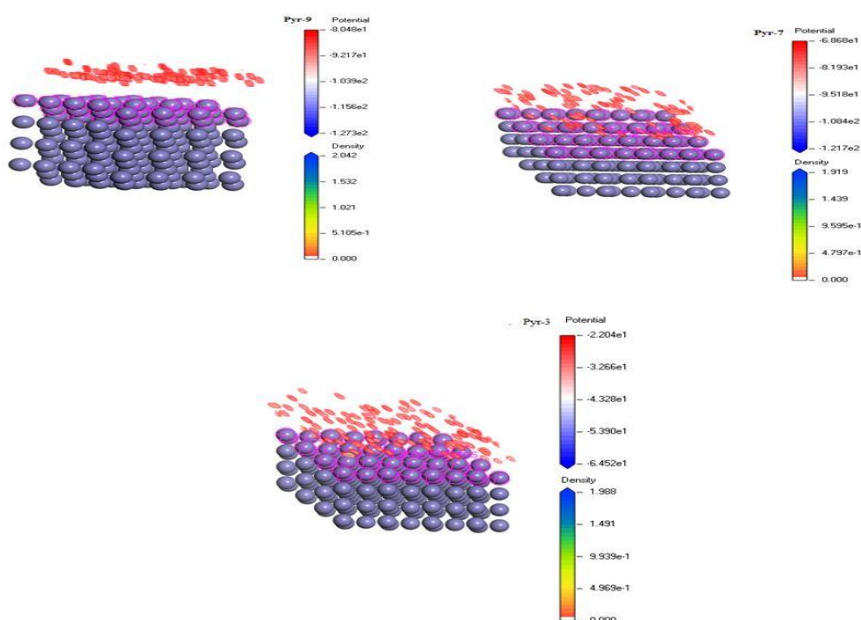 Pyr-9 Potential
-8.048e1
-9.217e1
-1.039e2
-1.156e2
-1.273e2
Density
2.042
1.532
1.021
5.105e-1
0.000
Pyr-7 Potential
-6.868e1
-8.193e1
-9.518e1
-1.084e2
-1.217e2
Density
1.919
1.439
9.595e-1
4.797e-1
0.000
Pyr-3 Potential
-2.204e1
-3.266e1
-4.328e1
-5.390e1
-6.452e1
Density
1.988
1.491
9.939e-1
4.969e-1
0.000